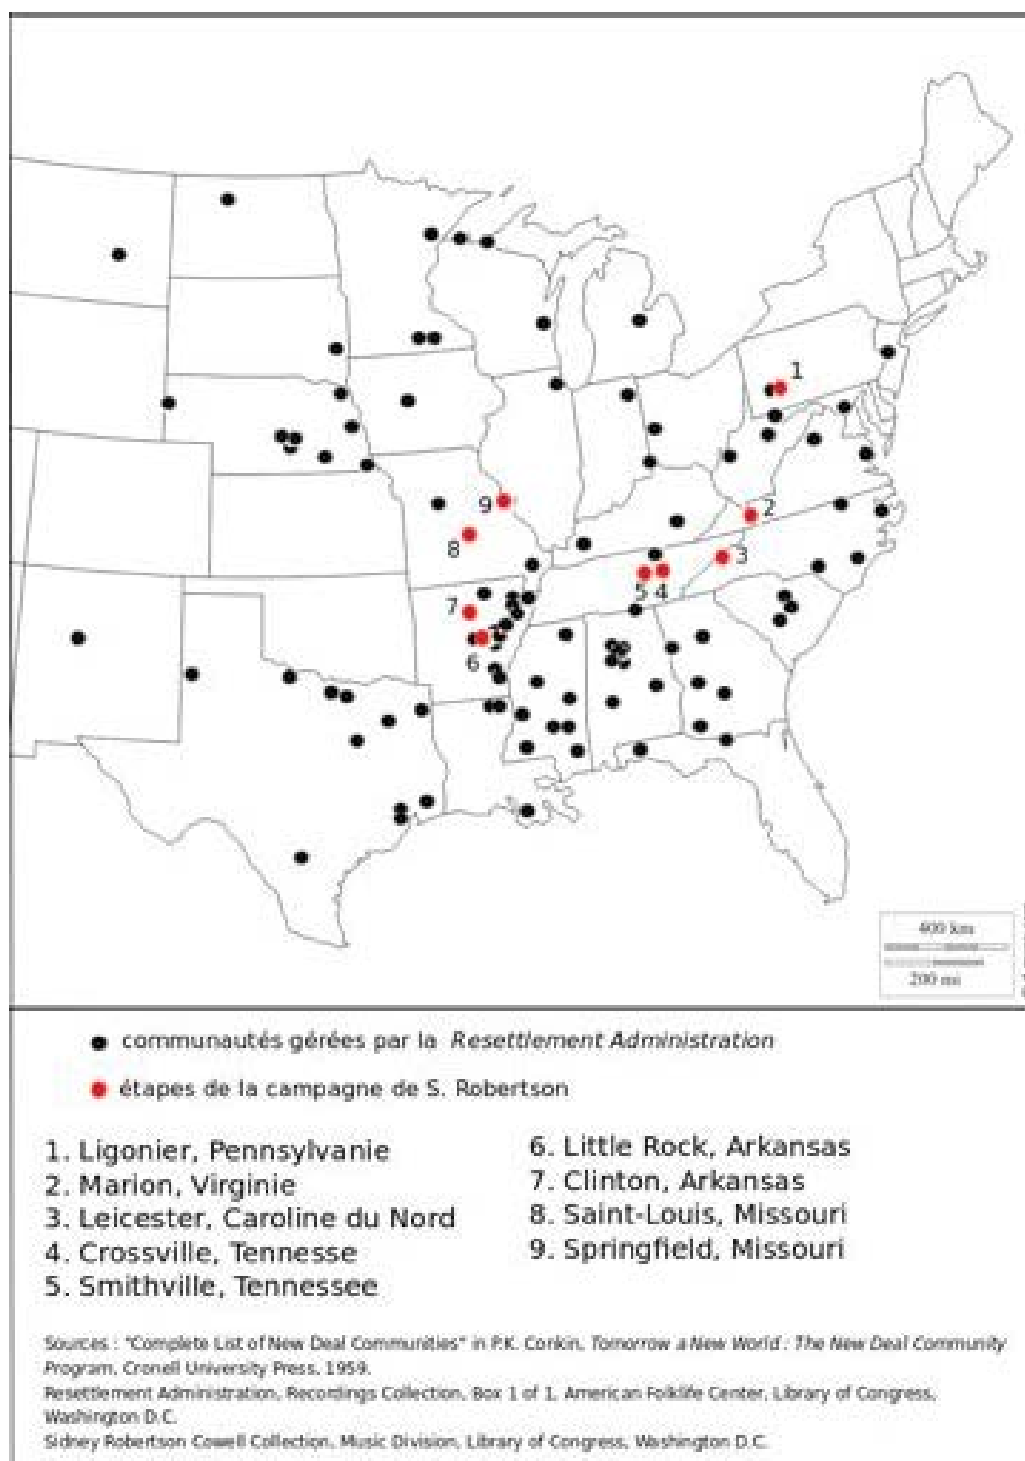 1
2
3
5 4
7
6
8
9
400 km
200 mi
communautés gérées par la Resettlement Administration
étapes de la campagne de S. Robertson
1. Ligonier, Pennsylvanie
2. Marion, Virginie
3. Leicester, Caroline du Nord
4. Crossville, Tennesse
5. Smithville, Tennessee
6. Little Rock, Arkansas
7. Clinton, Arkansas
8. Saint-Louis, Missouri
9. Springfield, Missouri
Sources : "Complete List of New Deal Communities" in P.K. Conkin, Tomorrow a New World : The New Deal Community
Program, Cronell University Press, 1959.
Resettlement Administration, Recordings Collection, Box 1 of 1, American Folklife Center, Library of Congress,
Washington D.C.
Sidney Robertson Cowell Collection, Music Division, Library of Congress, Washington D.C.